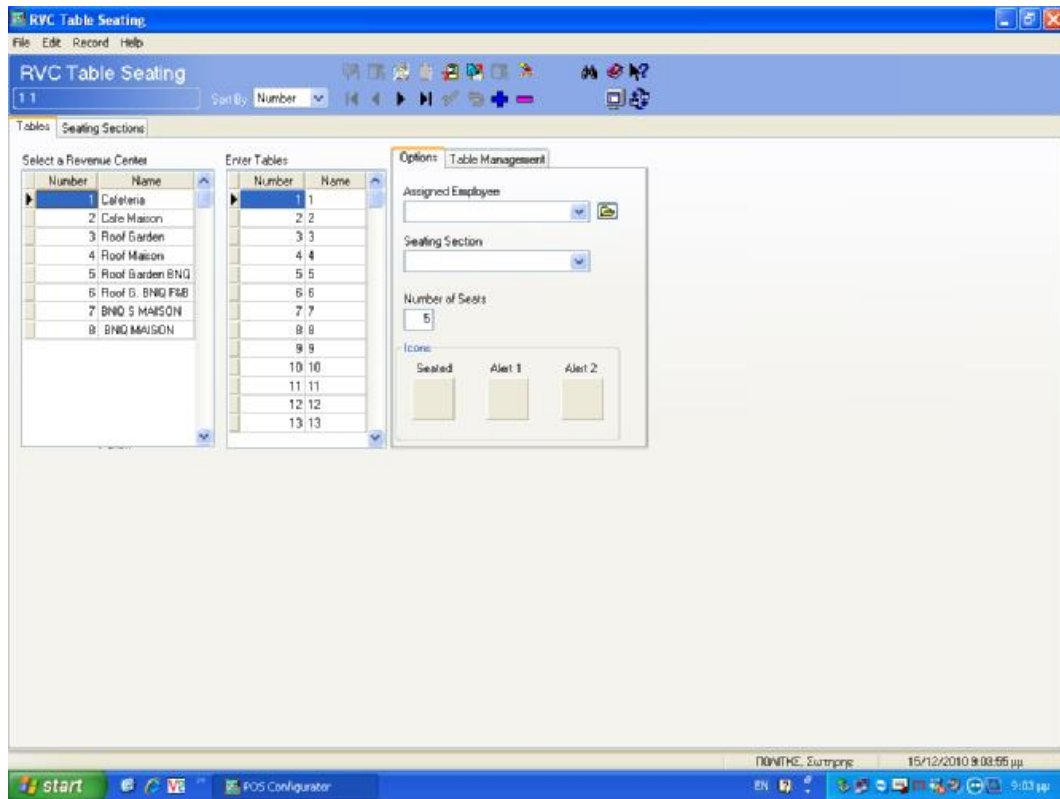 RVC Table Seating
File Edit Record Help
RVC Table Seating
1 1
Sort By Number
Tables Seating Sections
Select a Revenue Center
Number Name
1 Cafeteria
2 Cafe Maison
3 Roof Garden
4 Roof Maison
5 Roof Garden BNQ
6 Roof G. BNQ F&B
7 BNQ S MAISON
8 BNQ MAISON
Enter Tables
Number Name
1 1
2 2
3 3
4 4
5 5
6 6
7 7
8 8
9 9
10 10
11 11
12 12
13 13
Options Table Management
Assigned Employee
Seating Section
Number of Seats
5
Icons
Seated Alert 1 Alert 2
ΠΟΛΙΤΗΣ, Σωτηρης 15/12/2010 9:03:55 μμ
start POS Configurator EN 9:03 μμ